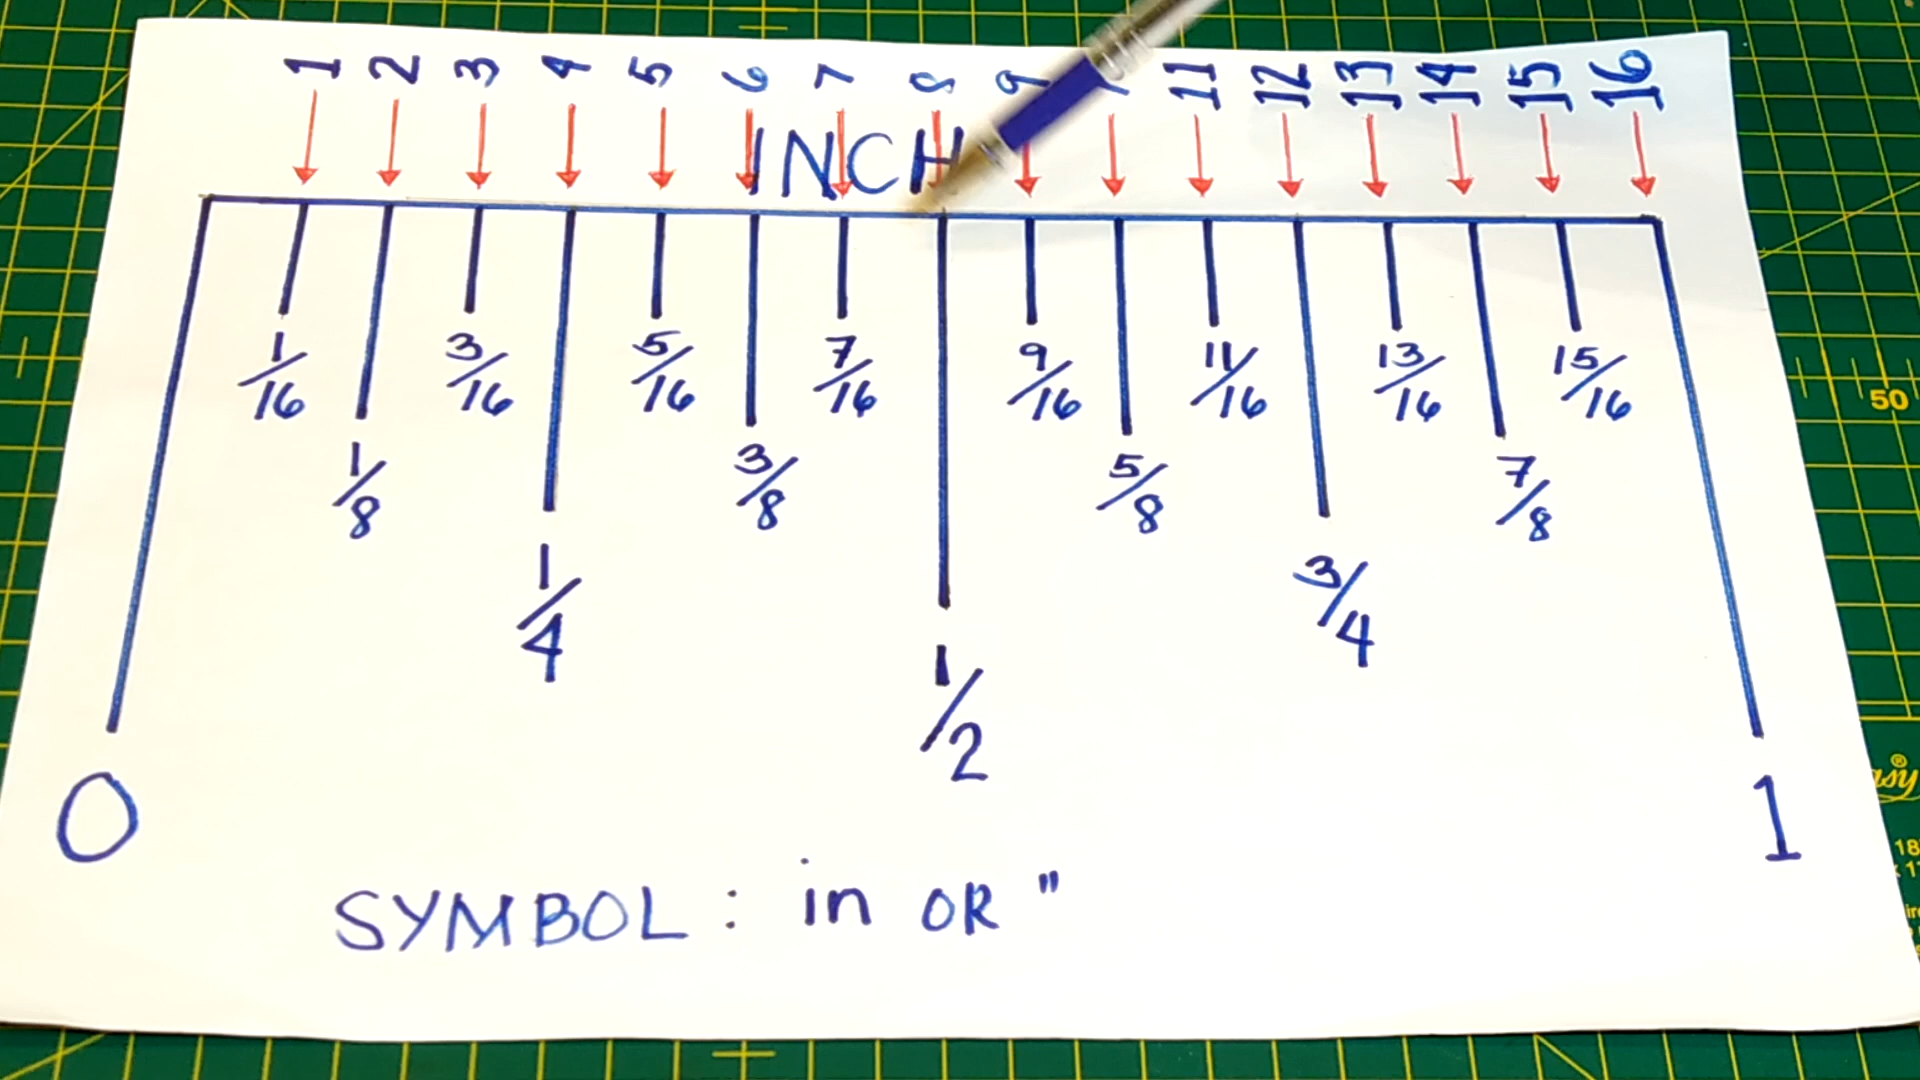 1 2 3 4 5 6 7 8 9 11 12 13 14 15 16
INCH
1/16 3/16 5/16 7/16 9/16 11/16 13/16 15/16
1/8 3/8 5/8 7/8
1/4 3/4
1/2
0 1
SYMBOL: in OR "
50